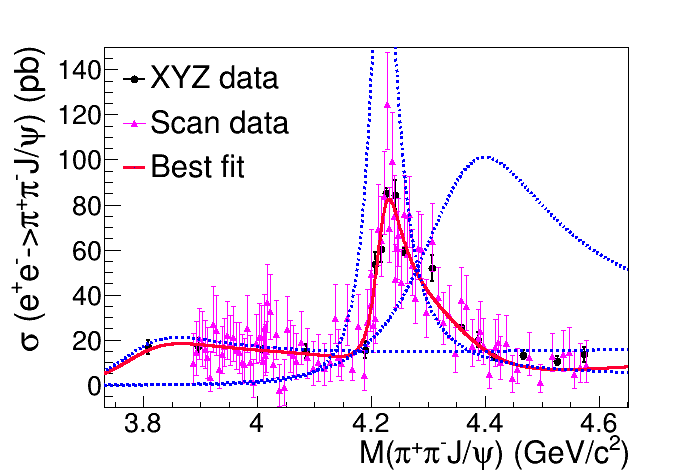 σ (e⁺e⁻->π⁺π⁻J/ψ) (pb)
140
120
100
80
60
40
20
0
XYZ data
Scan data
Best fit
3.8 4 4.2 4.4 4.6
M(π⁺π⁻J/ψ) (GeV/c²)